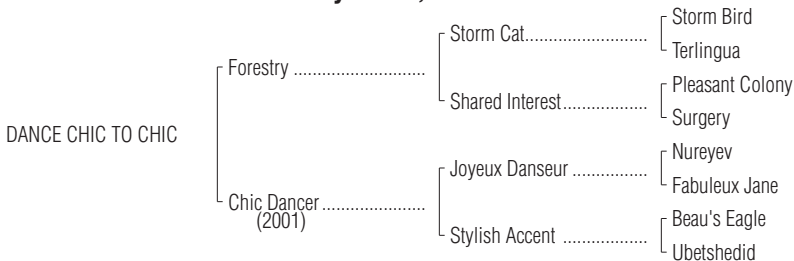 Storm Bird
Storm Cat..............................
Terlingua
Forestry ................................
Pleasant Colony
Shared Interest.....................
Surgery
DANCE CHIC TO CHIC
Nureyev
Joyeux Danseur ...................
Fabuleux Jane
Chic Dancer.........................
(2001)
Beau's Eagle
Stylish Accent .....................
Ubetshedid